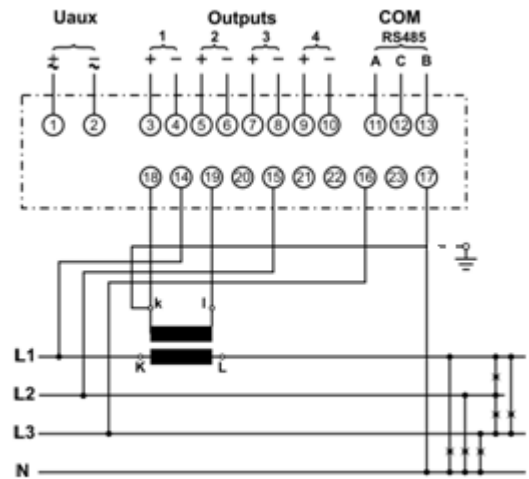 Uaux Outputs COM
1 2 3 4 RS485
+ − + − + − + − A C B
1 2 3 4 5 6 7 8 9 10 11 12 13
18 14 19 20 15 21 22 16 23 17
k l
L1
K L
L2
L3
N